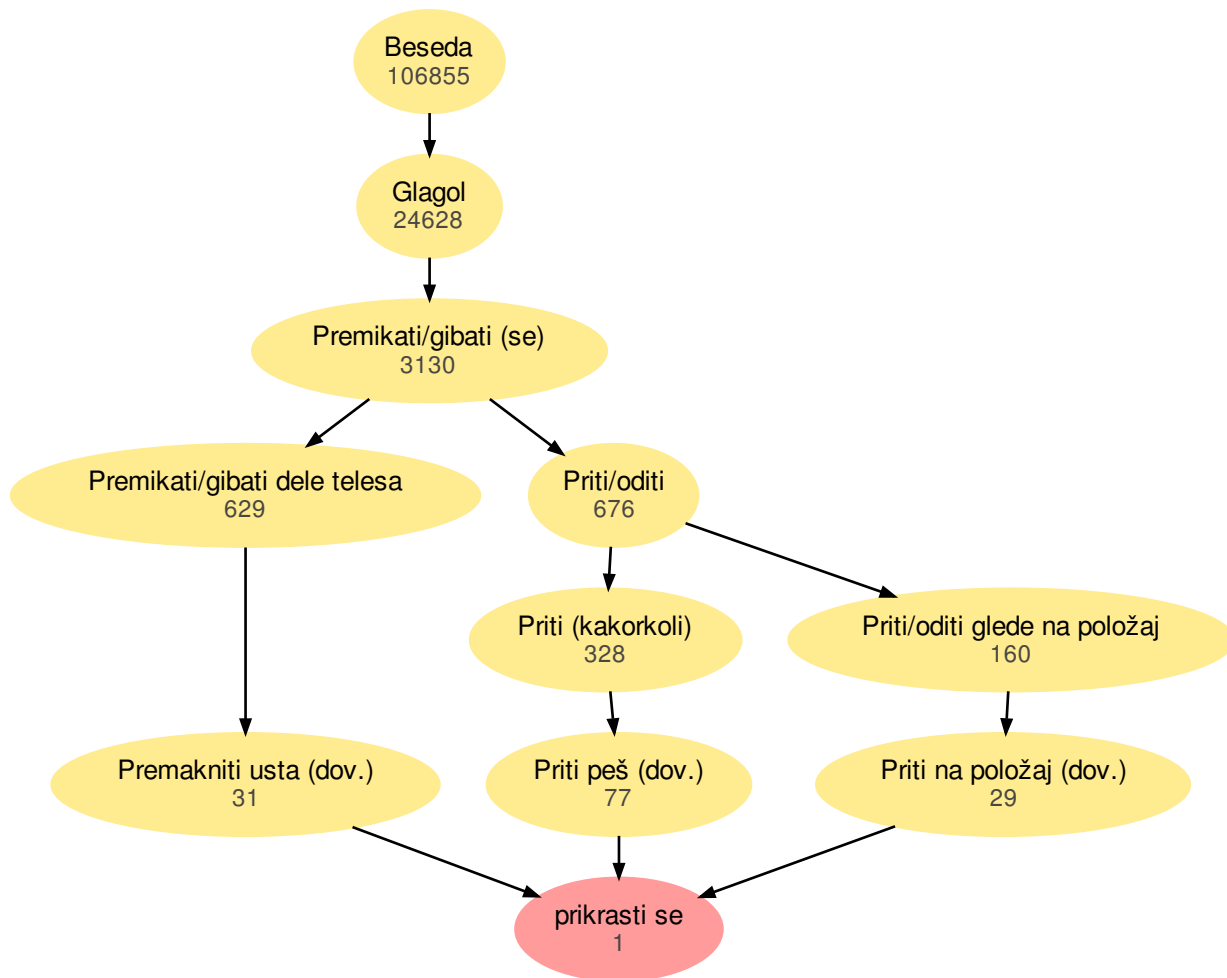 Beseda
106855
Glagol
24628
Premikati/gibati (se)
3130
Premikati/gibati dele telesa
629
Priti/oditi
676
Priti (kakorkoli)
328
Priti/oditi glede na položaj
160
Premakniti usta (dov.)
31
Priti peš (dov.)
77
Priti na položaj (dov.)
29
prikrasti se
1